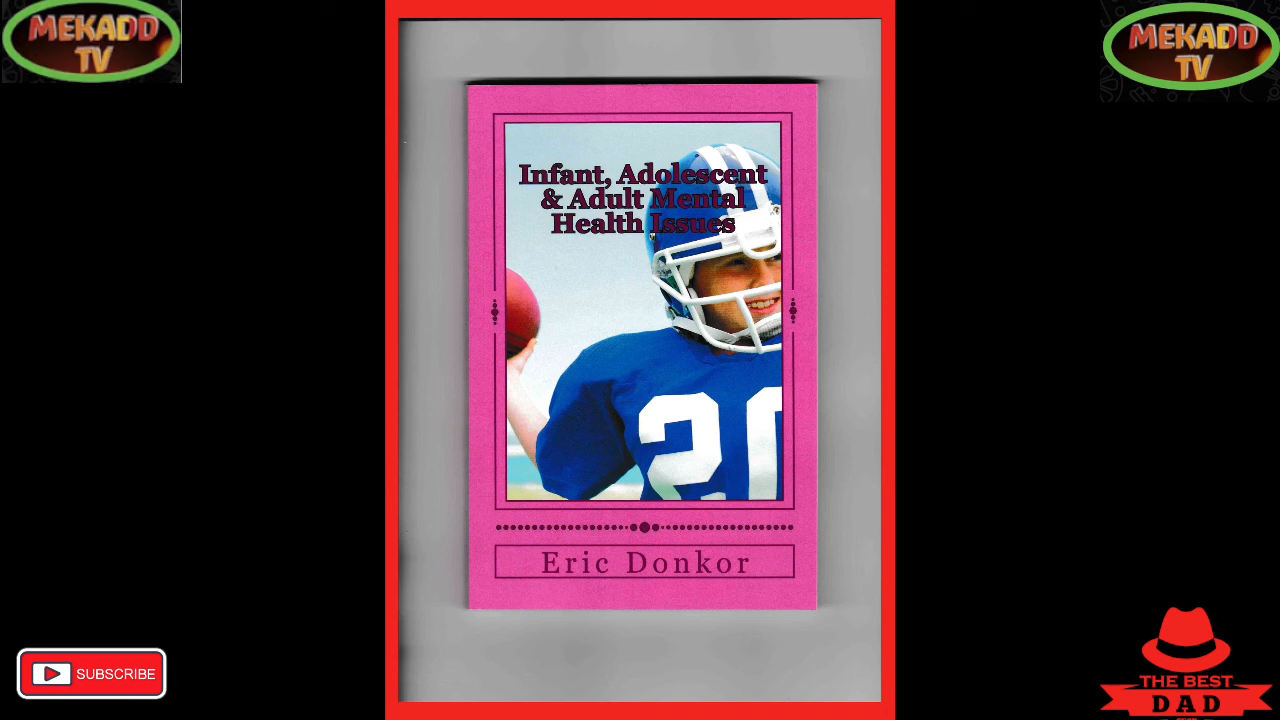 MEKADD
TV
MEKADD
TV
Infant, Adolescent
& Adult Mental
Health Issues
20
Eric Donkor
SUBSCRIBE
THE BEST
DAD